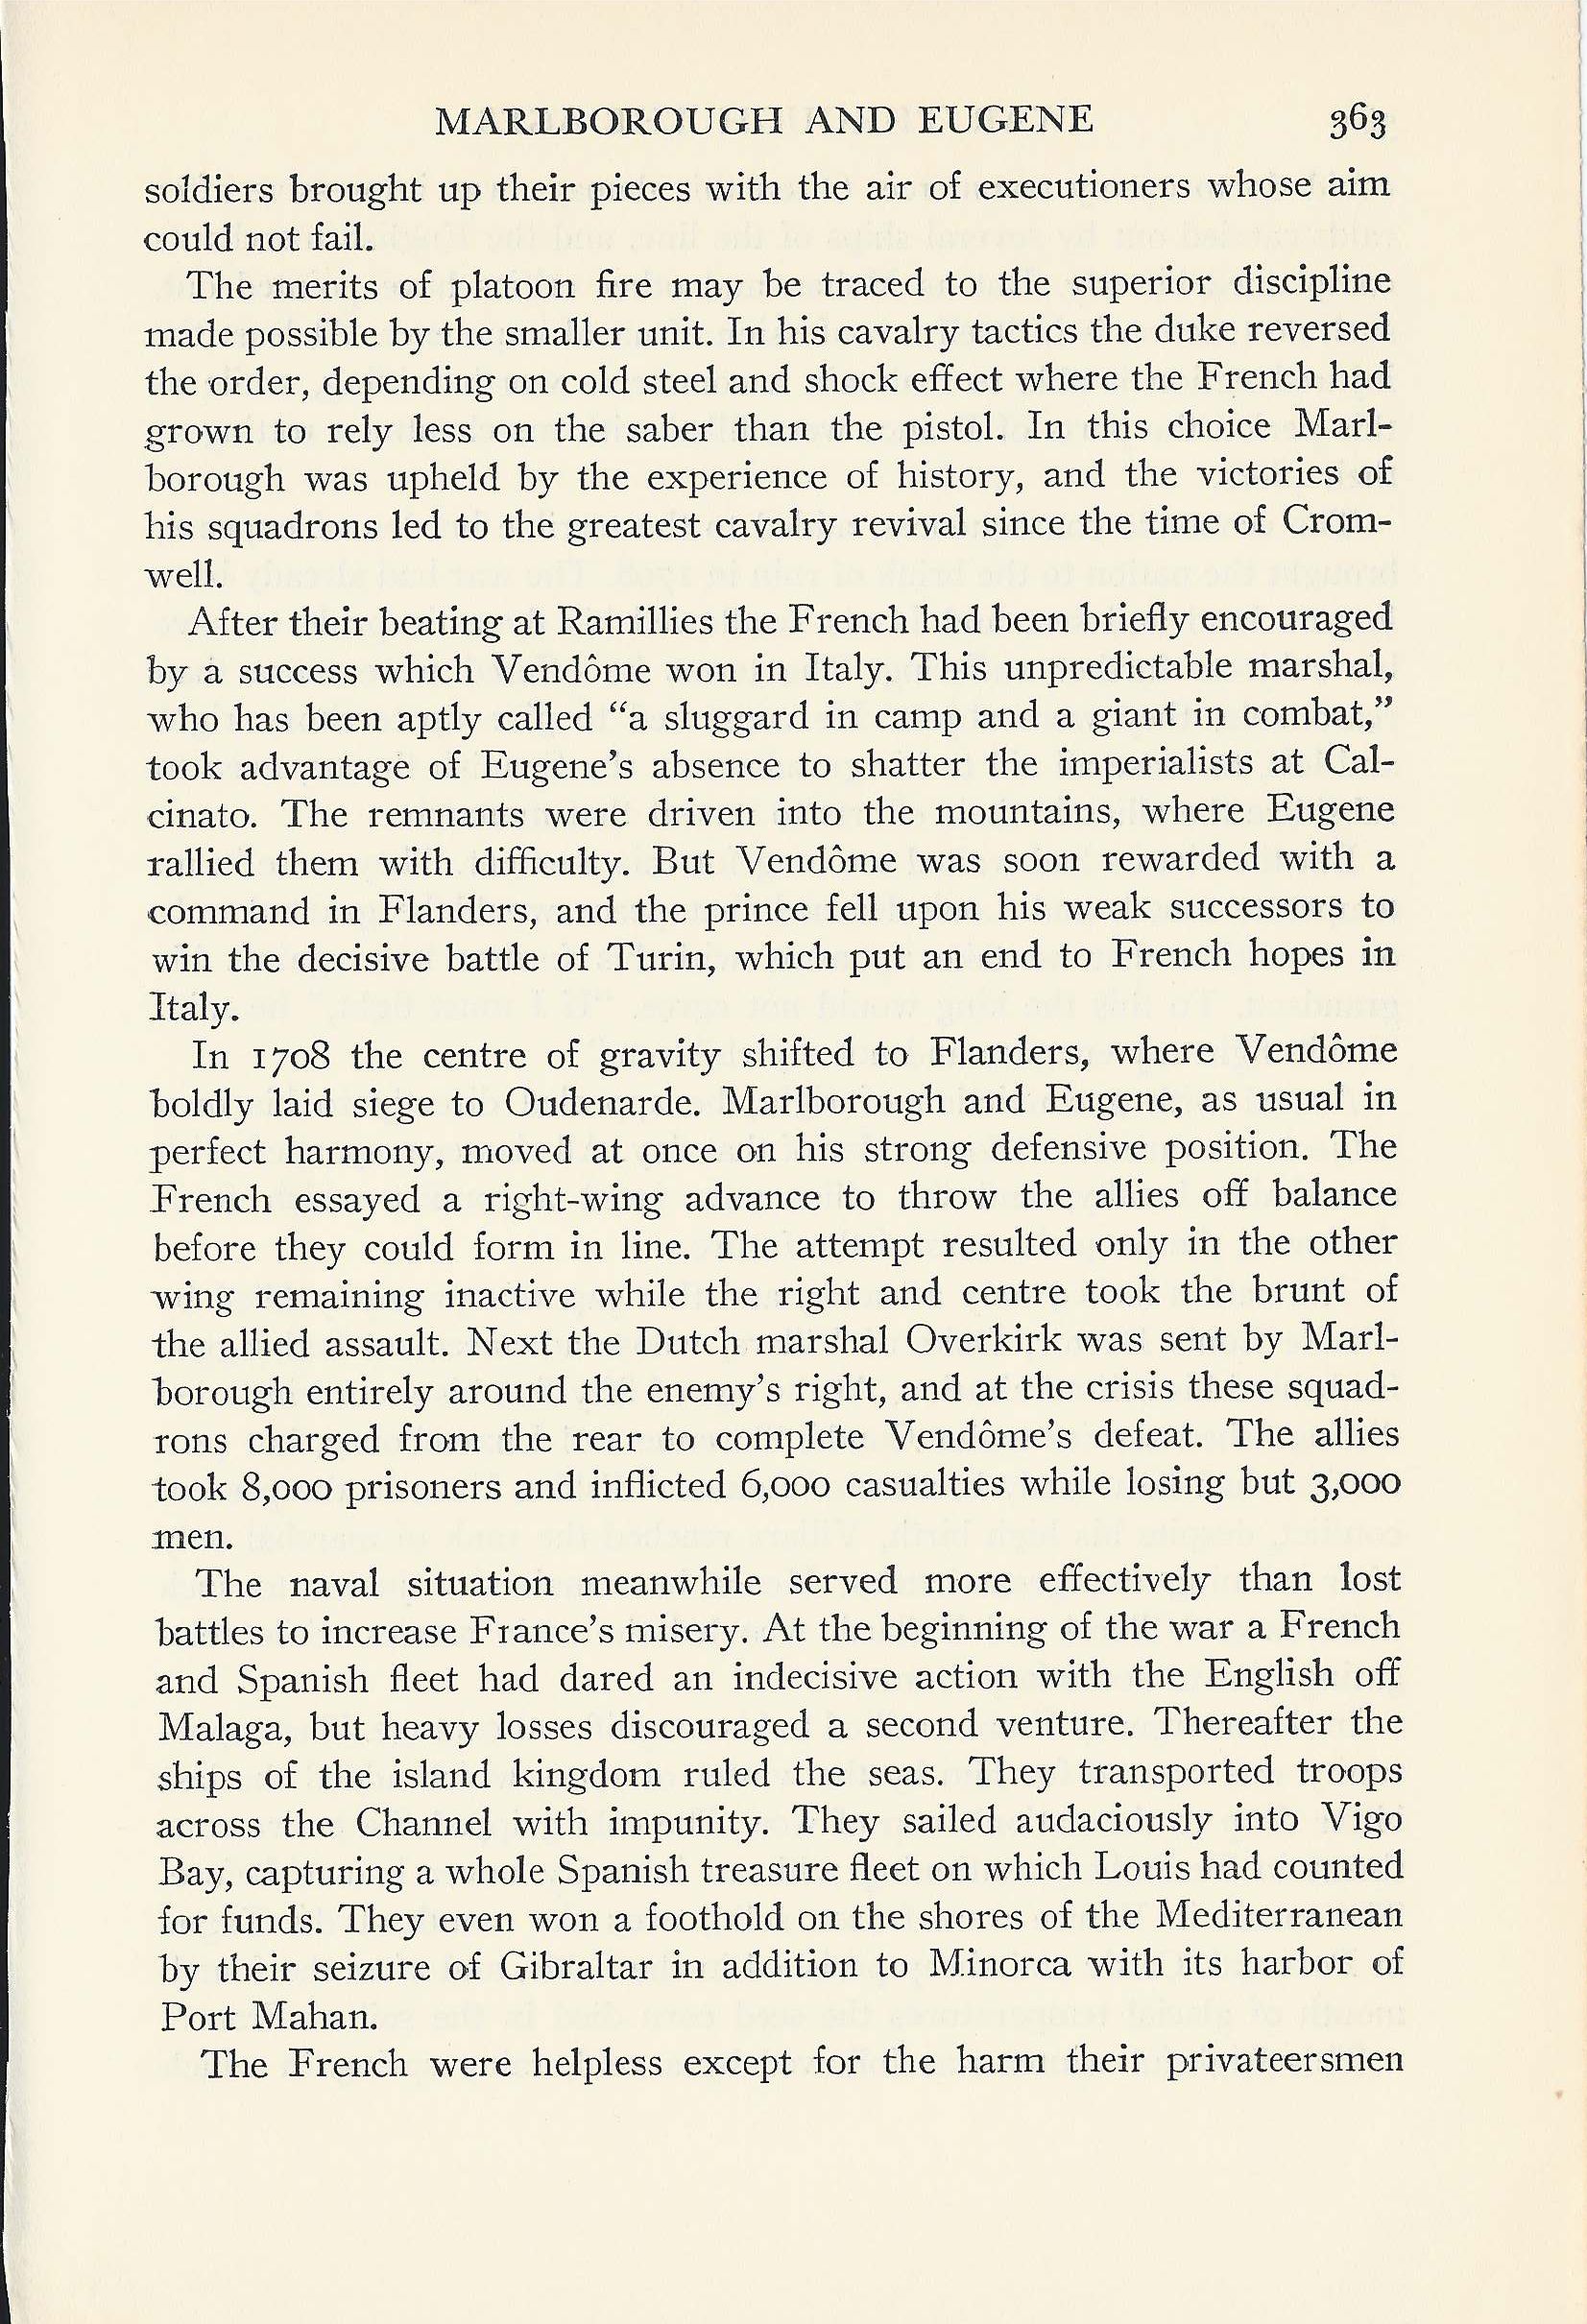 MARLBOROUGH AND EUGENE 363
soldiers brought up their pieces with the air of executioners whose aim
could not fail.
The merits of platoon fire may be traced to the superior discipline
made possible by the smaller unit. In his cavalry tactics the duke reversed
the order, depending on cold steel and shock effect where the French had
grown to rely less on the saber than the pistol. In this choice Marl-
borough was upheld by the experience of history, and the victories of
his squadrons led to the greatest cavalry revival since the time of Crom-
well.
After their beating at Ramillies the French had been briefly encouraged
by a success which Vendôme won in Italy. This unpredictable marshal,
who has been aptly called “a sluggard in camp and a giant in combat,”
took advantage of Eugene’s absence to shatter the imperialists at Cal-
cinato. The remnants were driven into the mountains, where Eugene
rallied them with difficulty. But Vendôme was soon rewarded with a
command in Flanders, and the prince fell upon his weak successors to
win the decisive battle of Turin, which put an end to French hopes in
Italy.
In 1708 the centre of gravity shifted to Flanders, where Vendôme
boldly laid siege to Oudenarde. Marlborough and Eugene, as usual in
perfect harmony, moved at once on his strong defensive position. The
French essayed a right-wing advance to throw the allies off balance
before they could form in line. The attempt resulted only in the other
wing remaining inactive while the right and centre took the brunt of
the allied assault. Next the Dutch marshal Overkirk was sent by Marl-
borough entirely around the enemy’s right, and at the crisis these squad-
rons charged from the rear to complete Vendôme’s defeat. The allies
took 8,000 prisoners and inflicted 6,000 casualties while losing but 3,000
men.
The naval situation meanwhile served more effectively than lost
battles to increase France’s misery. At the beginning of the war a French
and Spanish fleet had dared an indecisive action with the English off
Malaga, but heavy losses discouraged a second venture. Thereafter the
ships of the island kingdom ruled the seas. They transported troops
across the Channel with impunity. They sailed audaciously into Vigo
Bay, capturing a whole Spanish treasure fleet on which Louis had counted
for funds. They even won a foothold on the shores of the Mediterranean
by their seizure of Gibraltar in addition to Minorca with its harbor of
Port Mahan.
The French were helpless except for the harm their privateersmen